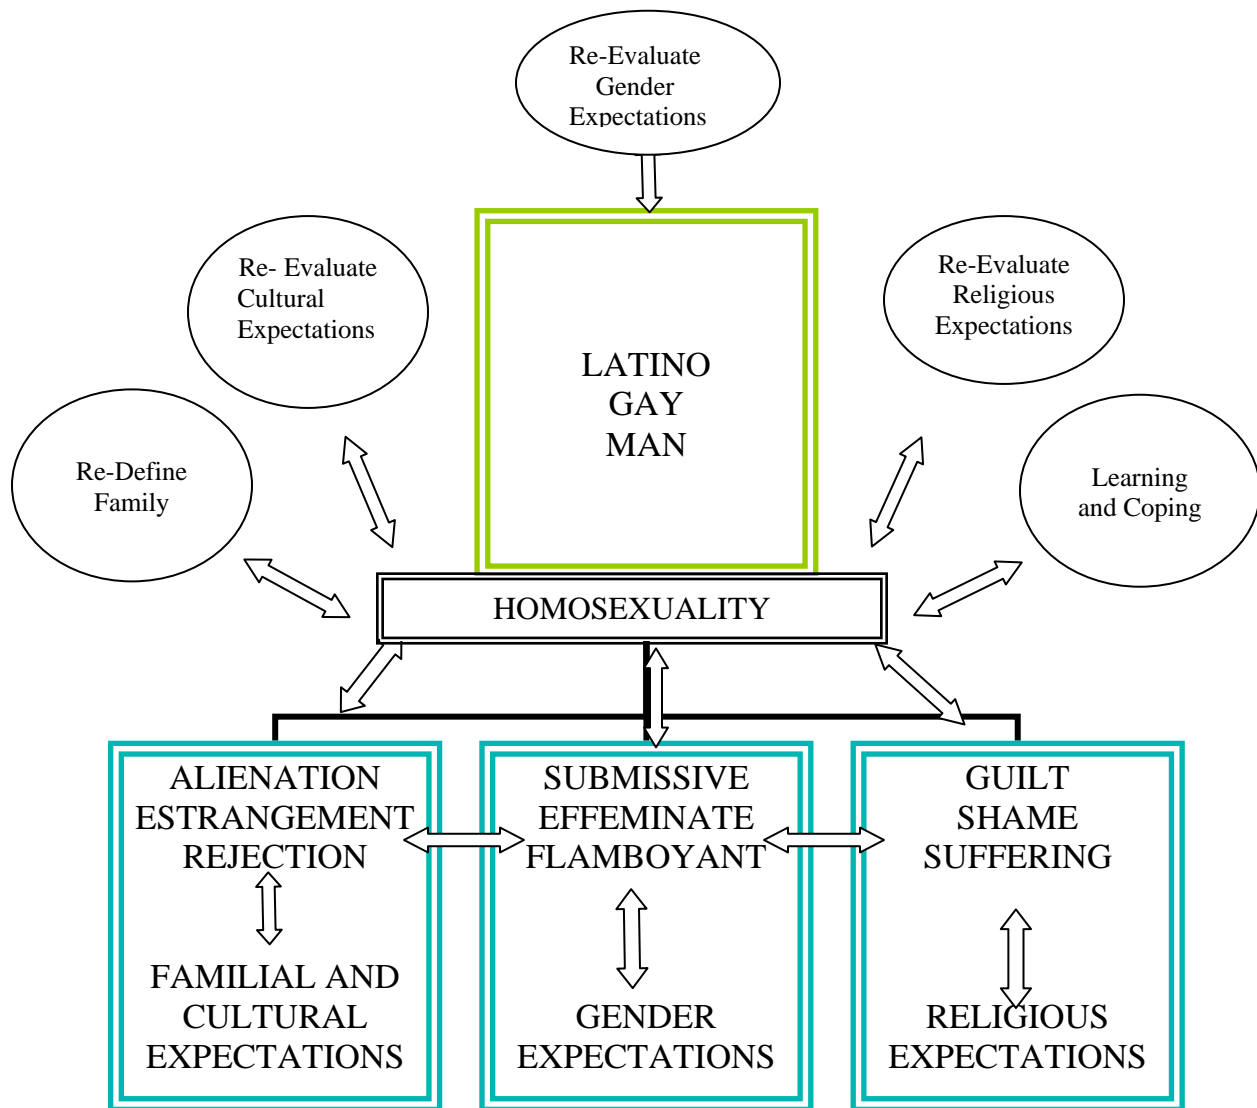 Re-Evaluate
Gender
Expectations
Re- Evaluate
Cultural
Expectations
Re-Evaluate
Religious
Expectations
LATINO
GAY
MAN
Re-Define
Family
Learning
and Coping
HOMOSEXUALITY
ALIENATION
ESTRANGEMENT
REJECTION
FAMILIAL AND
CULTURAL
EXPECTATIONS
SUBMISSIVE
EFFEMINATE
FLAMBOYANT
GENDER
EXPECTATIONS
GUILT
SHAME
SUFFERING
RELIGIOUS
EXPECTATIONS